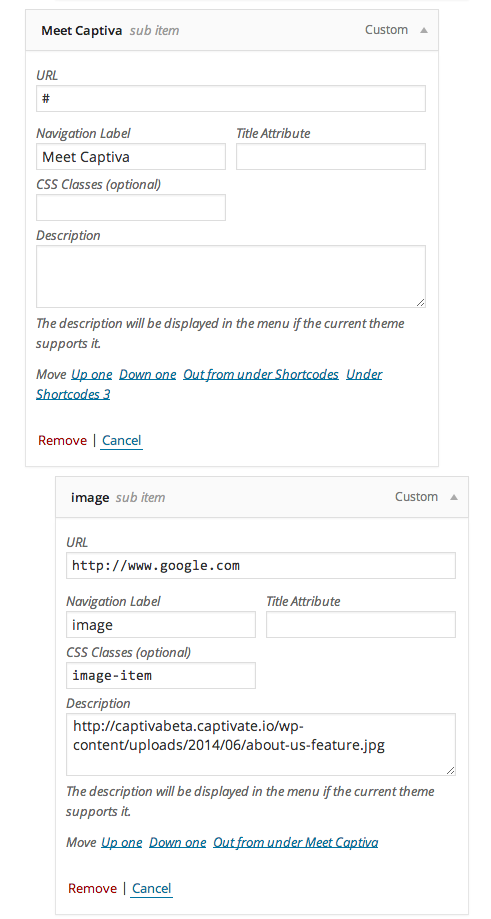 Meet Captiva sub item Custom
URL
#
Navigation Label Title Attribute
Meet Captiva
CSS Classes (optional)
Description
The description will be displayed in the menu if the current theme
supports it.
Move Up one Down one Out from under Shortcodes Under
Shortcodes 3
Remove | Cancel
image sub item Custom
URL
http://www.google.com
Navigation Label Title Attribute
image
CSS Classes (optional)
image-item
Description
http://captivabeta.captivate.io/wp-
content/uploads/2014/06/about-us-feature.jpg
The description will be displayed in the menu if the current theme
supports it.
Move Up one Down one Out from under Meet Captiva
Remove | Cancel